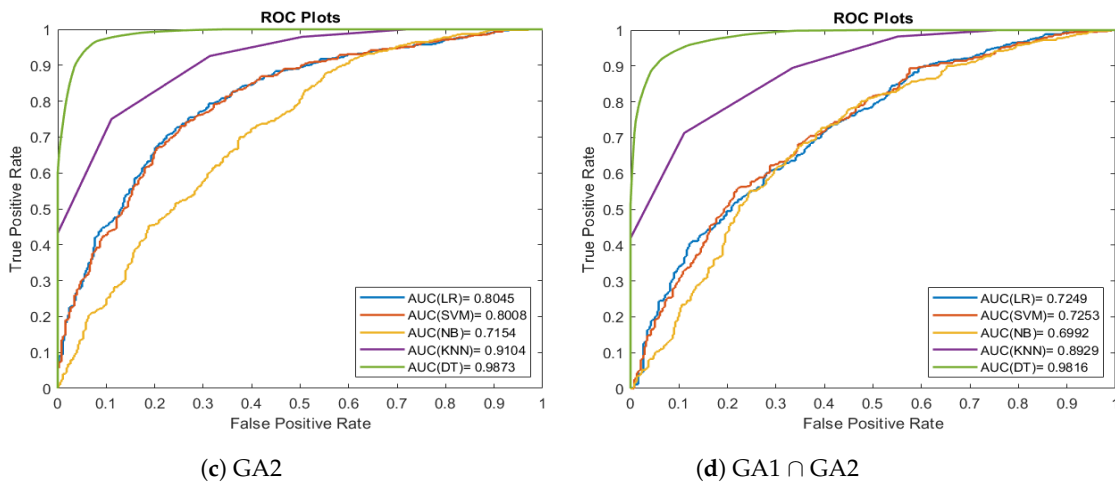 ROC Plots
1
0.9
0.8
0.7
0.6
0.5
0.4
0.3
0.2
0.1
0
True Positive Rate
AUC(LR)= 0.8045
AUC(SVM)= 0.8008
AUC(NB)= 0.7154
AUC(KNN)= 0.9104
AUC(DT)= 0.9873
0 0.1 0.2 0.3 0.4 0.5 0.6 0.7 0.8 0.9 1
False Positive Rate
(c) GA2
ROC Plots
1
0.9
0.8
0.7
0.6
0.5
0.4
0.3
0.2
0.1
0
True Positive Rate
AUC(LR)= 0.7249
AUC(SVM)= 0.7253
AUC(NB)= 0.6992
AUC(KNN)= 0.8929
AUC(DT)= 0.9816
0 0.1 0.2 0.3 0.4 0.5 0.6 0.7 0.8 0.9 1
False Positive Rate
(d) GA1 ∩ GA2